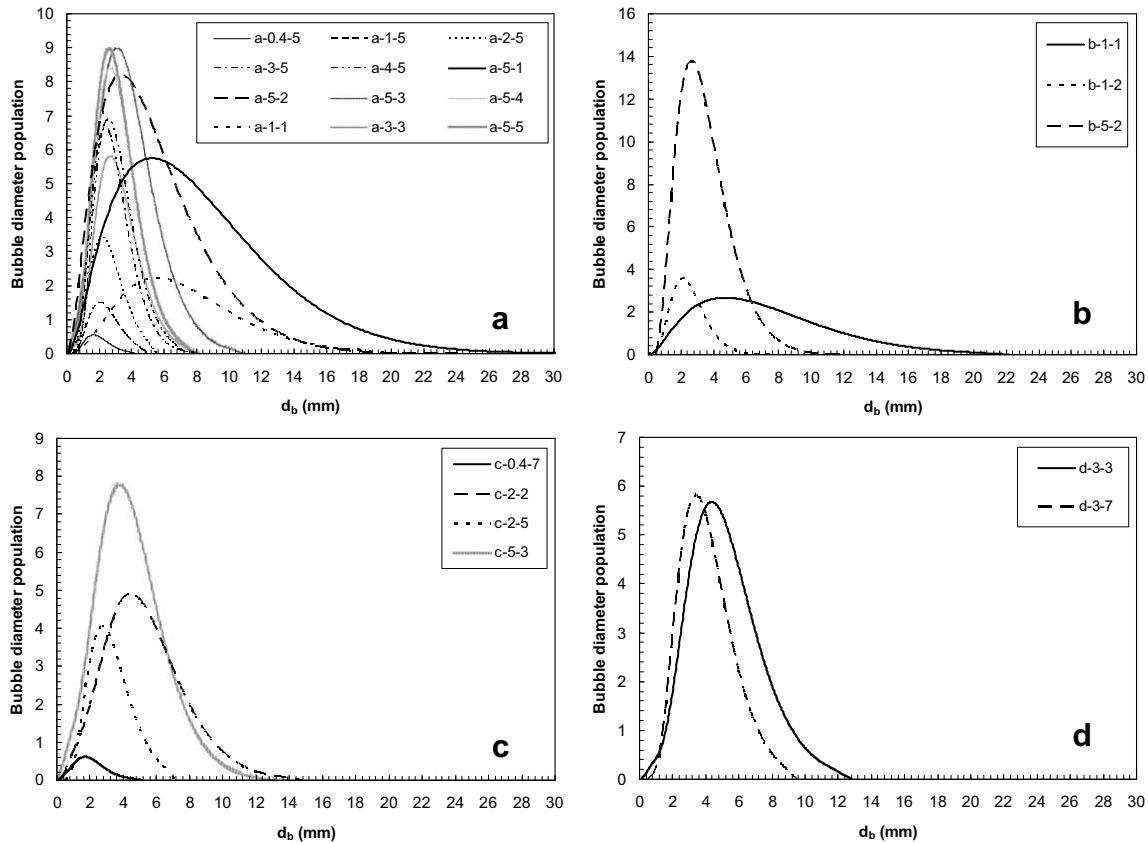 a-0.4-5 a-1-5 a-2-5
a-3-5 a-4-5 a-5-1
a-5-2 a-5-3 a-5-4
a-1-1 a-3-3 a-5-5
Bubble diameter population
10
9
8
7
6
5
4
3
2
1
0
a
0 2 4 6 8 10 12 14 16 18 20 22 24 26 28 30
d_b (mm)
b-1-1
b-1-2
b-5-2
Bubble diameter population
16
14
12
10
8
6
4
2
0
b
0 2 4 6 8 10 12 14 16 18 20 22 24 26 28 30
d_b (mm)
c-0.4-7
c-2-2
c-2-5
c-5-3
Bubble diameter population
9
8
7
6
5
4
3
2
1
0
c
0 2 4 6 8 10 12 14 16 18 20 22 24 26 28 30
d_b (mm)
d-3-3
d-3-7
Bubble diameter population
7
6
5
4
3
2
1
0
d
0 2 4 6 8 10 12 14 16 18 20 22 24 26 28 30
d_b (mm)